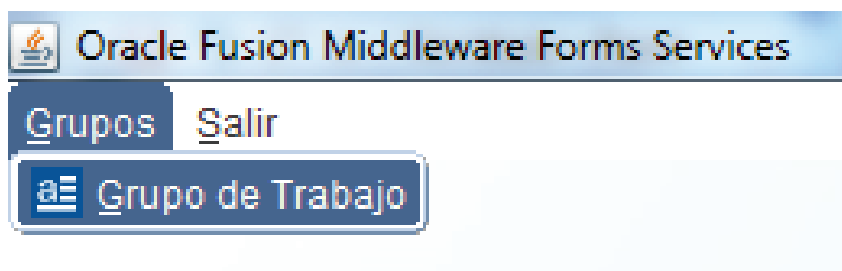 Oracle Fusion Middleware Forms Services
Grupos Salir
Grupo de Trabajo